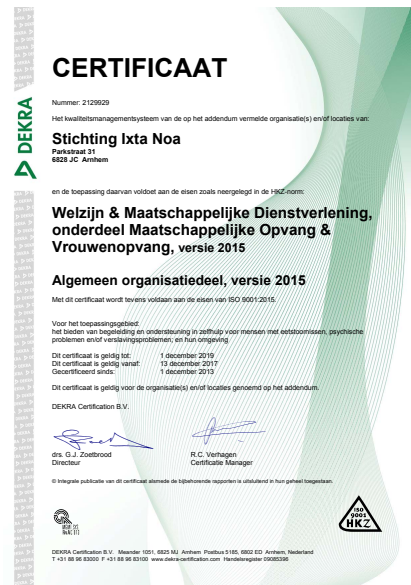 CERTIFICAAT
Nummer: 2129929
Het kwaliteitsmanagementsysteem van de op het addendum vermelde organisatie(s) en/of locaties van:
Stichting Ixta Noa
Parkstraat 31
6828 JC Arnhem
en de toepassing daarvan voldoet aan de eisen zoals neergelegd in de HKZ-norm:
Welzijn & Maatschappelijke Dienstverlening,
onderdeel Maatschappelijke Opvang &
Vrouwenopvang, versie 2015
Algemeen organisatiedeel, versie 2015
Met dit certificaat wordt tevens voldaan aan de eisen van ISO 9001:2015.
Voor het toepassingsgebied:
het bieden van begeleiding en ondersteuning in zelfhulp voor mensen met eetstoornissen, psychische
problemen en/of verslavingsproblemen; en hun omgeving
Dit certificaat is geldig tot: 1 december 2019
Dit certificaat is geldig vanaf: 13 december 2017
Gecertificeerd sinds: 1 december 2013
Dit certificaat is geldig voor de organisatie(s) en/of locaties genoemd op het addendum.
DEKRA Certification B.V.
drs. G.J. Zoetbrood R.C. Verhagen
Directeur Certificatie Manager
© Integrale publicatie van dit certificaat alsmede de bijbehorende rapporten is uitsluitend in hun geheel toegestaan.
ISO
9001
HKZ
DEKRA Certification B.V. Meander 1051, 6825 MJ Arnhem Postbus 5185, 6802 ED Arnhem, Nederland
T +31 88 96 83000 F +31 88 96 83100 www.dekra-certification.com Handelsregister 09085396
DEKRA